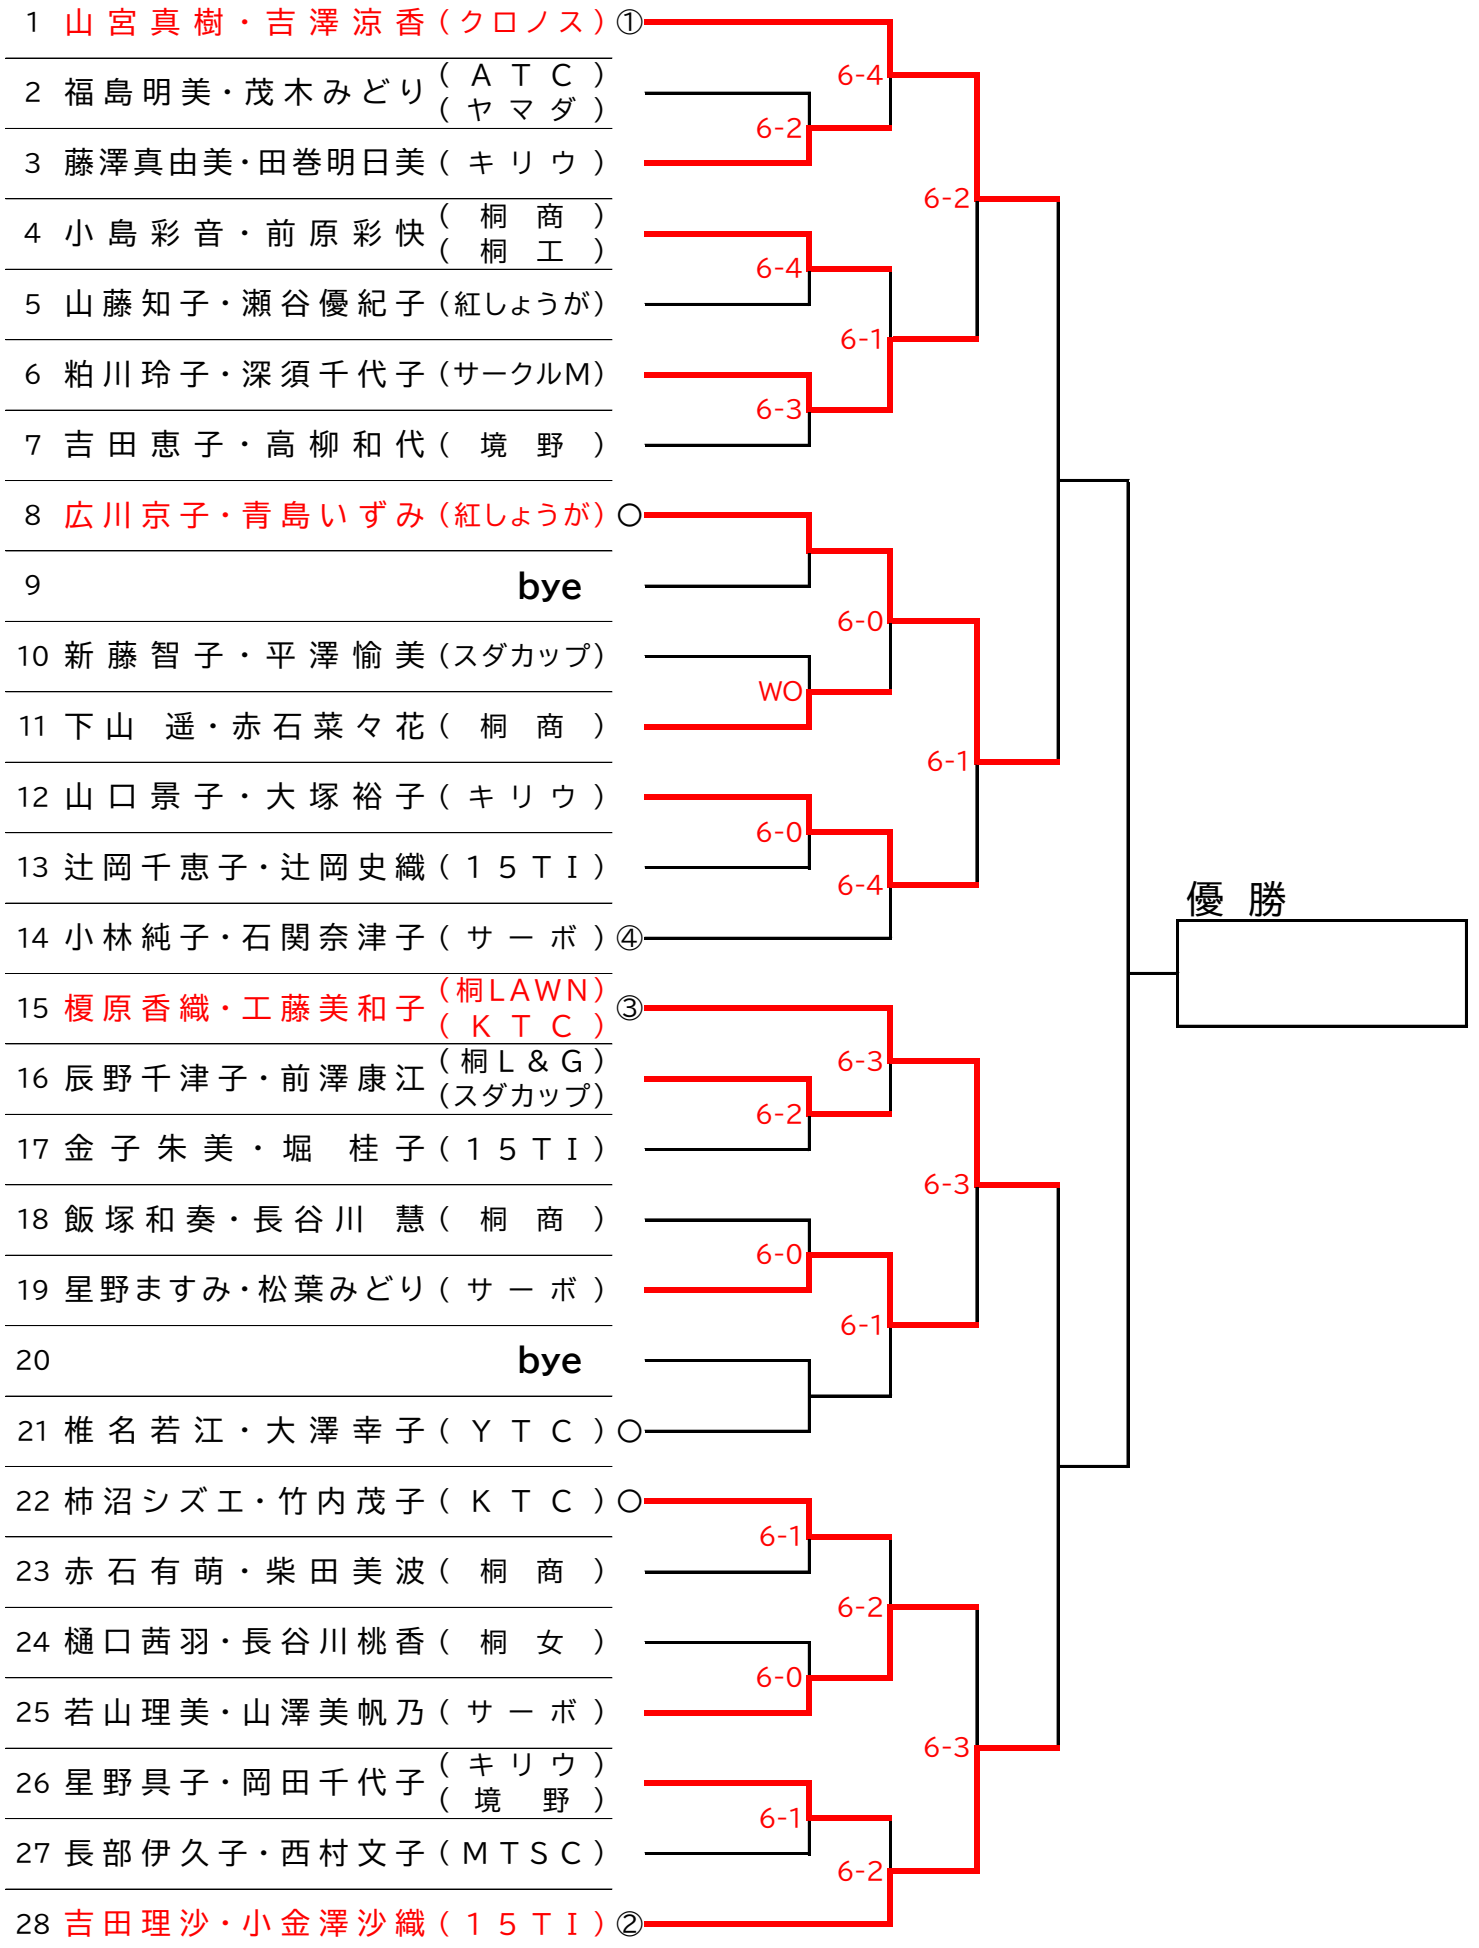 1 山宮真樹・吉澤涼香(クロノス)①
6-4
2 福島明美・茂木みどり(ATC)
(ヤマダ)
6-2
3 藤澤真由美・田巻明日美(キリウ)
6-2
4 小島彩音・前原彩快(桐商)
(桐工)
6-4
5 山藤知子・瀬谷優紀子(紅しょうが)
6-1
6 粕川玲子・深須千代子(サークルM)
6-3
7 吉田恵子・高柳和代(境野)
8 広川京子・青島いずみ(紅しょうが)○
9 bye
6-0
10 新藤智子・平澤愉美(スダカップ)
WO
11 下山 遥・赤石菜々花(桐商)
6-1
12 山口景子・大塚裕子(キリウ)
6-0
13 辻岡千恵子・辻岡史織(15TI)
6-4
優勝
14 小林純子・石関奈津子(サーボ)④
15 榎原香織・工藤美和子(桐LAWN)
(KTC)③
6-3
16 辰野千津子・前澤康江(桐L&G)
(スダカップ)
6-2
17 金子朱美・堀 桂子(15TI)
6-3
18 飯塚和奏・長谷川 慧(桐商)
6-0
19 星野ますみ・松葉みどり(サーボ)
6-1
20 bye
21 椎名若江・大澤幸子(YTC)○
22 柿沼シズエ・竹内茂子(KTC)○
6-1
23 赤石有萌・柴田美波(桐商)
6-2
24 樋口茜羽・長谷川桃香(桐女)
6-0
25 若山理美・山澤美帆乃(サーボ)
6-3
26 星野具子・岡田千代子(キリウ)
(境野)
6-1
27 長部伊久子・西村文子(MTSC)
6-2
28 吉田理沙・小金澤沙織(15TI)②